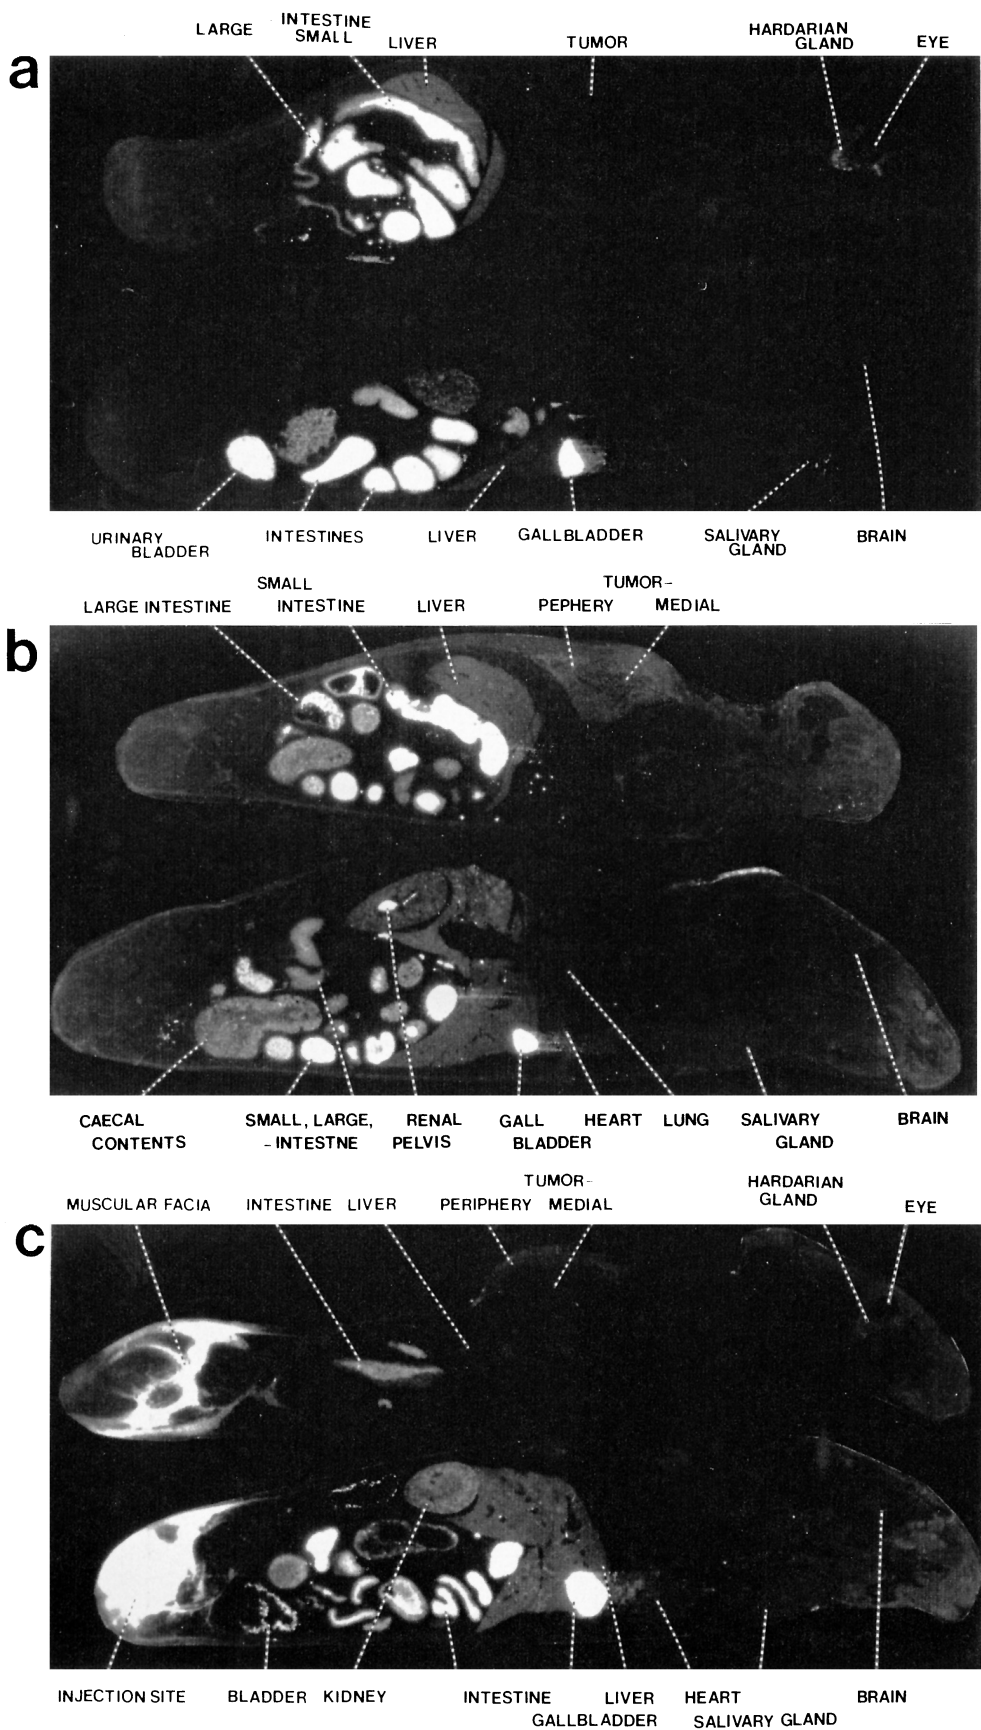 LARGE
INTESTINE
SMALL
LIVER
TUMOR
HARDARIAN
GLAND
EYE
a
URINARY
BLADDER
INTESTINES
LIVER
GALLBLADDER
SALIVARY
GLAND
BRAIN
LARGE INTESTINE
SMALL
INTESTINE
LIVER
TUMOR-
PEPHERY
MEDIAL
b
CAECAL
CONTENTS
SMALL, LARGE,
-INTESTNE
RENAL
PELVIS
GALL
BLADDER
HEART
LUNG
SALIVARY
GLAND
BRAIN
MUSCULAR FACIA
INTESTINE
LIVER
TUMOR-
PERIPHERY
MEDIAL
HARDARIAN
GLAND
EYE
c
INJECTION SITE
BLADDER
KIDNEY
INTESTINE
LIVER
GALLBLADDER
HEART
SALIVARY GLAND
BRAIN